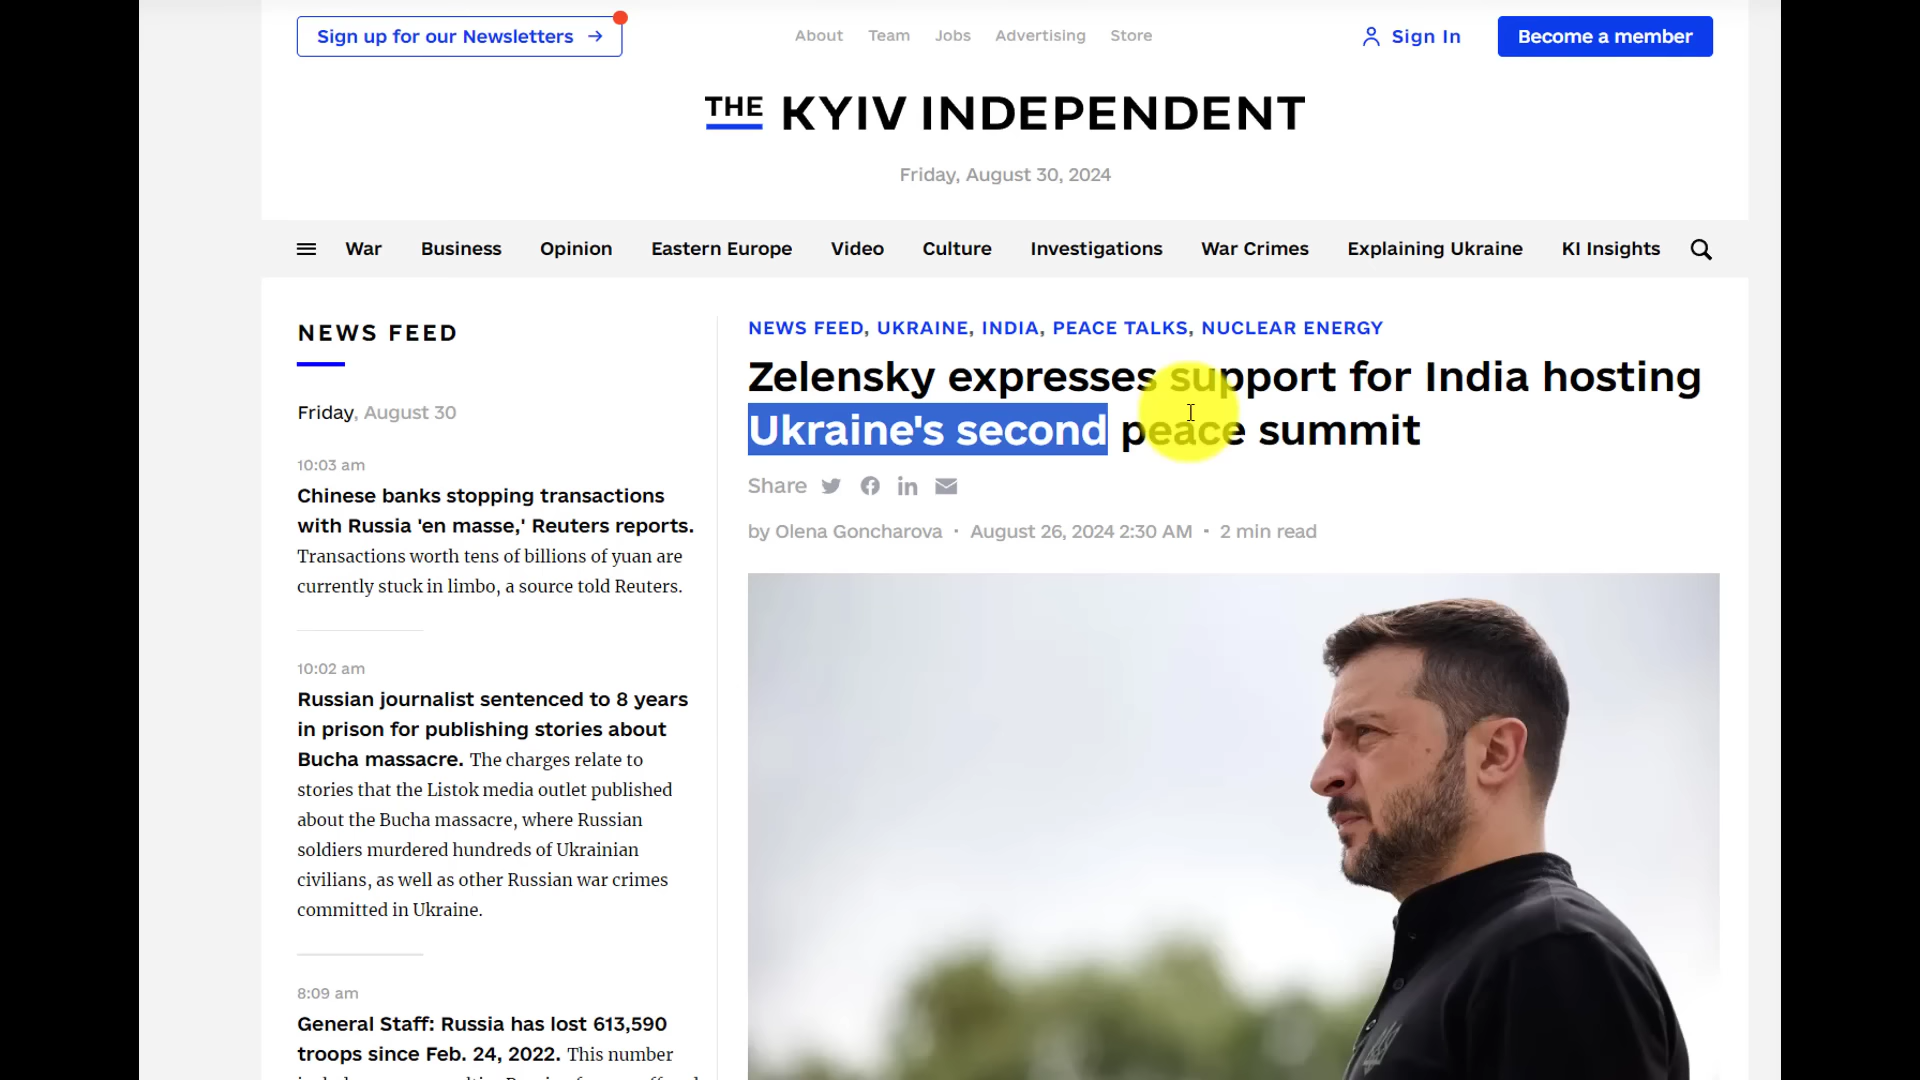 Sign up for our Newsletters →
About Team Jobs Advertising Store
Sign In
Become a member
THE KYIV INDEPENDENT
Friday, August 30, 2024
War Business Opinion Eastern Europe Video Culture Investigations War Crimes Explaining Ukraine KI Insights
NEWS FEED
Friday, August 30
10:03 am
Chinese banks stopping transactions
with Russia 'en masse,' Reuters reports.
Transactions worth tens of billions of yuan are
currently stuck in limbo, a source told Reuters.
10:02 am
Russian journalist sentenced to 8 years
in prison for publishing stories about
Bucha massacre. The charges relate to
stories that the Listok media outlet published
about the Bucha massacre, where Russian
soldiers murdered hundreds of Ukrainian
civilians, as well as other Russian war crimes
committed in Ukraine.
8:09 am
General Staff: Russia has lost 613,590
troops since Feb. 24, 2022. This number
NEWS FEED, UKRAINE, INDIA, PEACE TALKS, NUCLEAR ENERGY
Zelensky expresses support for India hosting
Ukraine's second peace summit
Share
by Olena Goncharova · August 26, 2024 2:30 AM · 2 min read